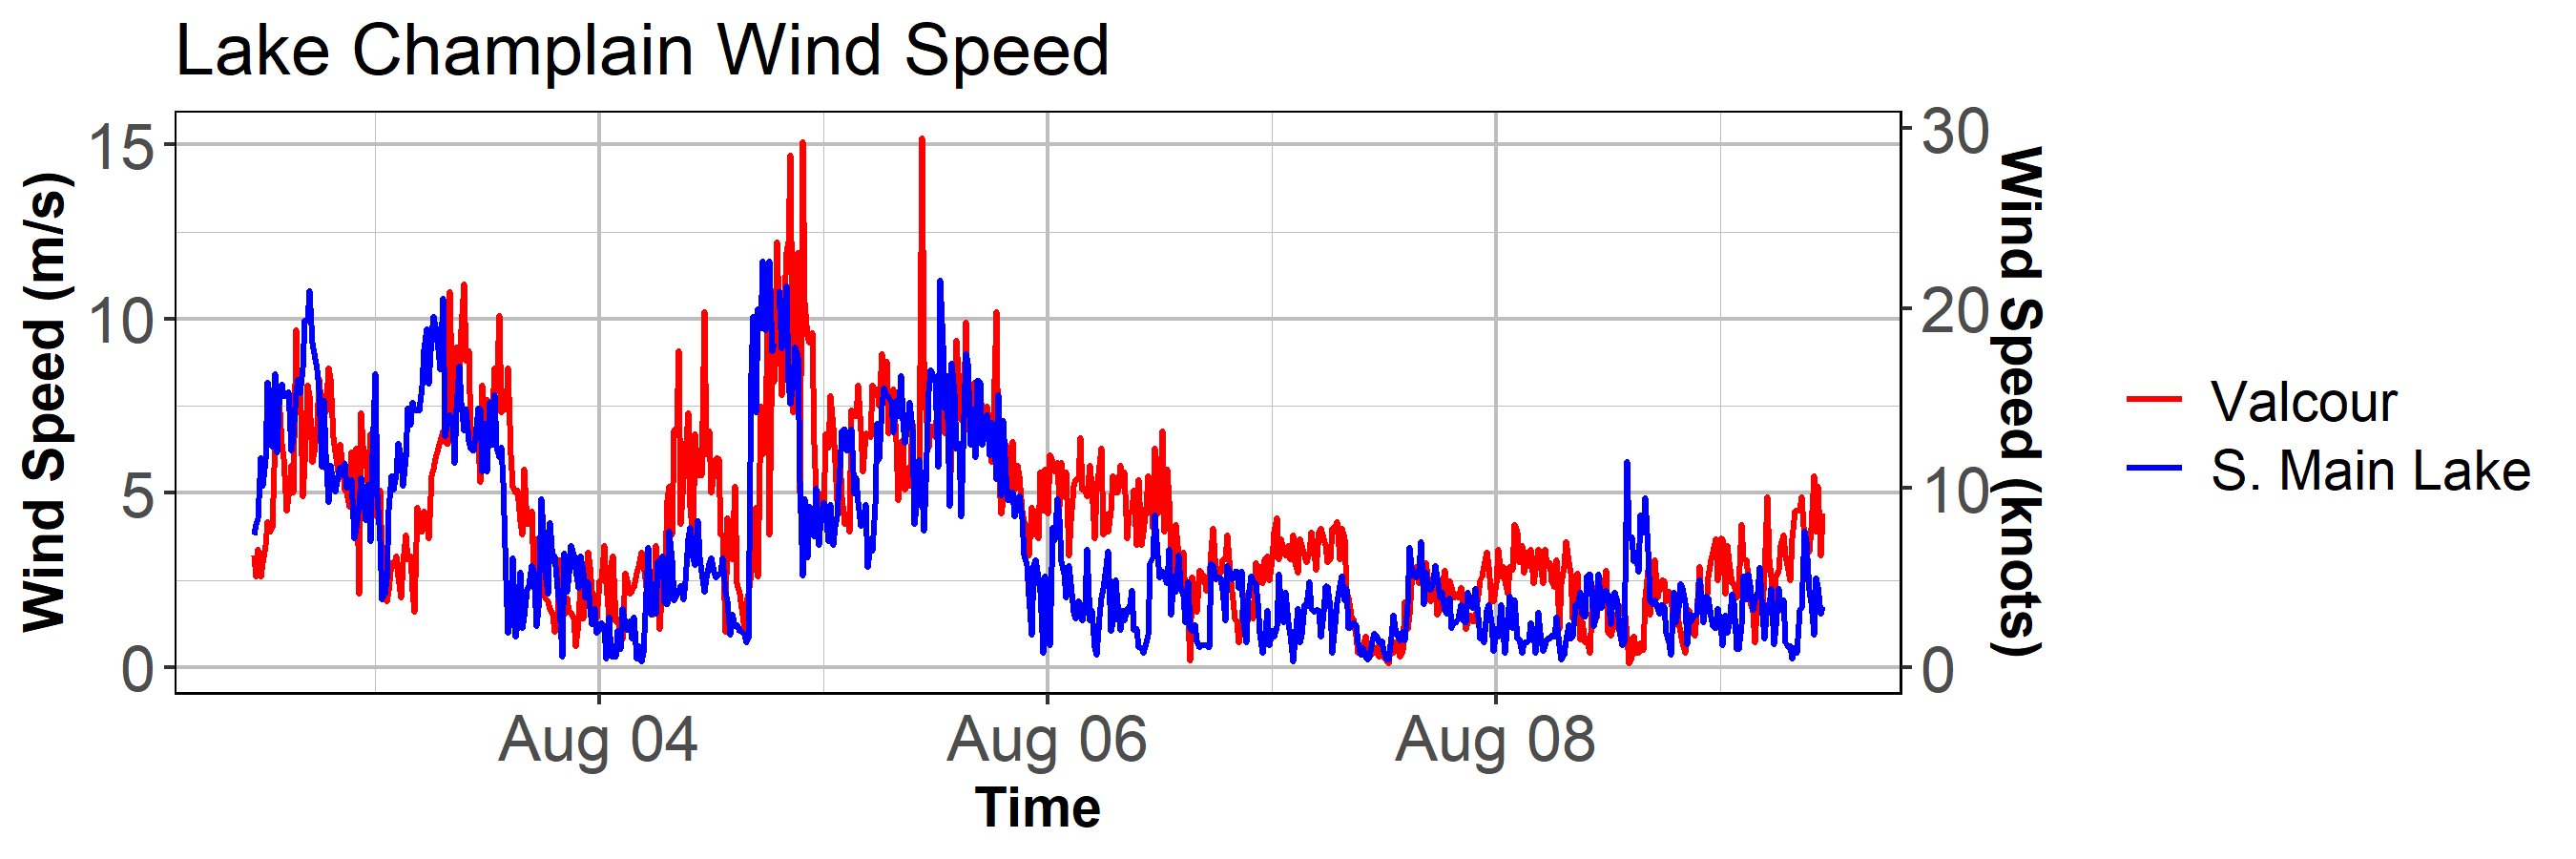 Lake Champlain Wind Speed
Wind Speed (m/s)
15
10
5
0
30
20
10
0
Wind Speed (knots)
Aug 04
Aug 06
Aug 08
Time
Valcour
S. Main Lake